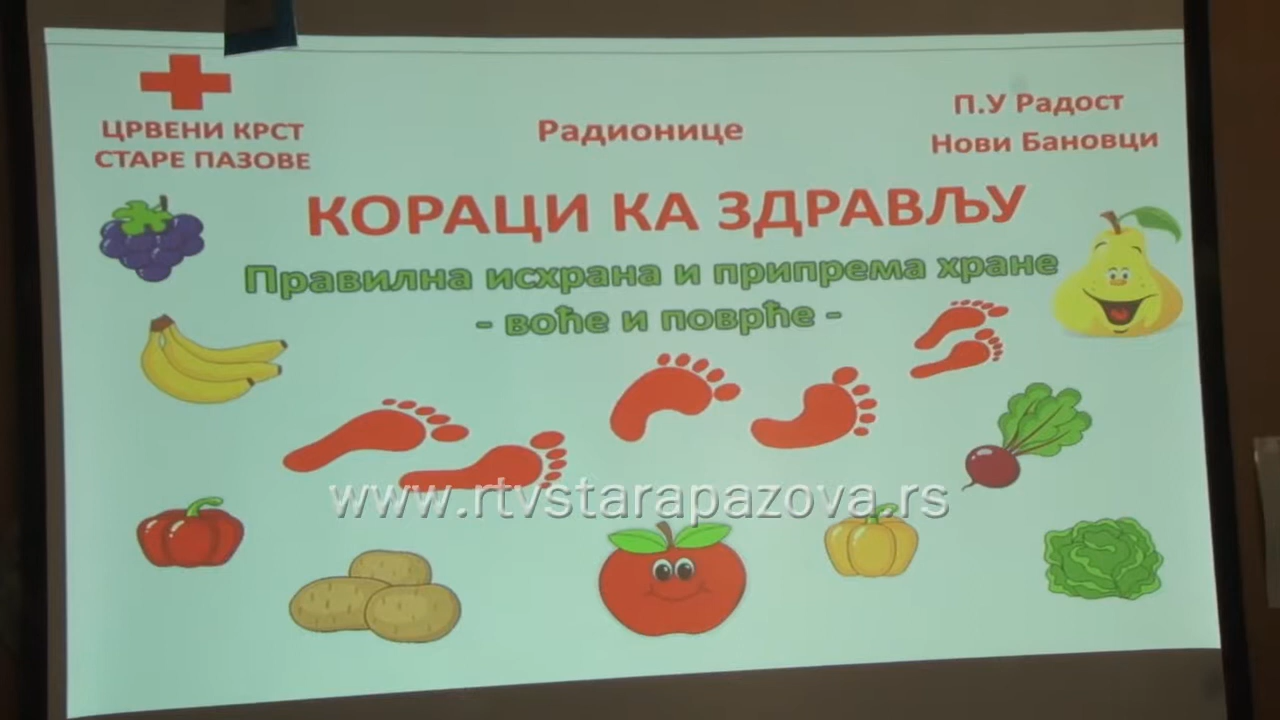 ЦРВЕНИ КРСТ
СТАРЕ ПАЗОВЕ
Радионице
П.У Радост
Нови Бановци
КОРАЦИ КА ЗДРАВЉУ
Правилна исхрана и припрема хране
- воће и поврће -
www.rtvstarapazova.rs